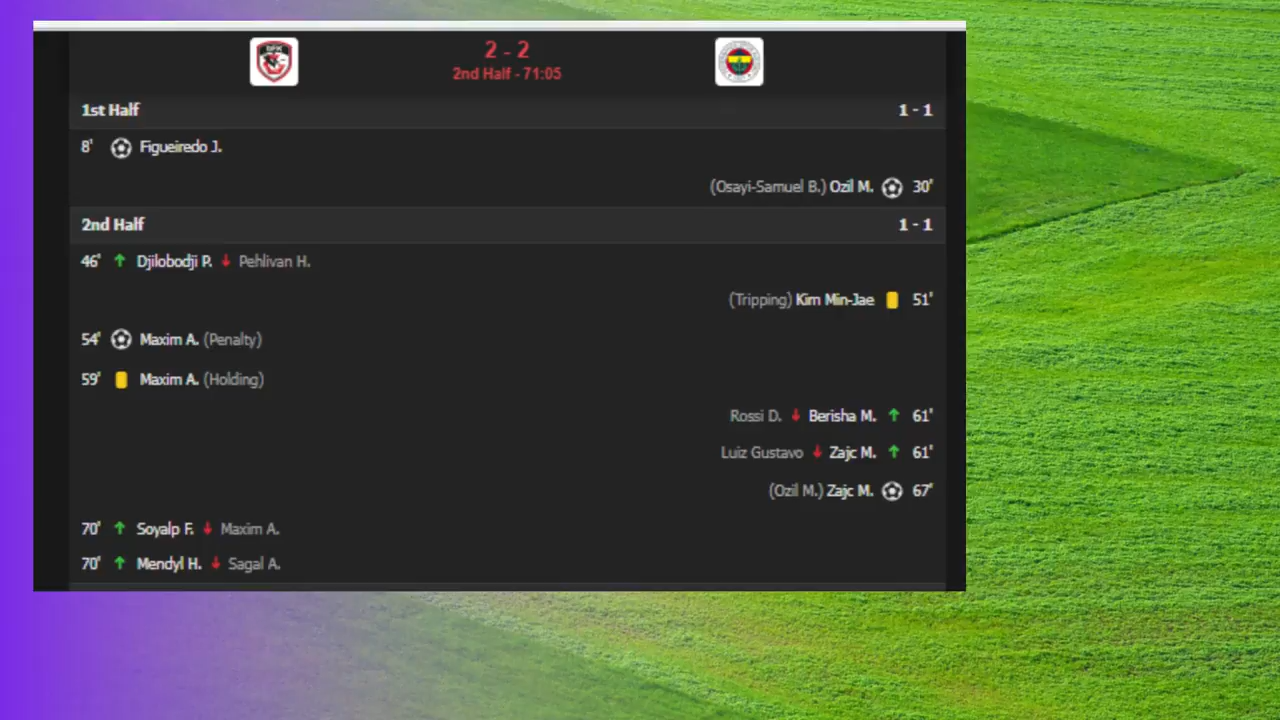 2 - 2
2nd Half - 71:05
1st Half 1 - 1
8' Figueiredo J.
(Osayi-Samuel B.) Ozil M. 30'
2nd Half 1 - 1
46' Djilobodji P. Pehlivan H.
(Tripping) Kim Min-Jae 51'
54' Maxim A. (Penalty)
59' Maxim A. (Holding)
Rossi D. Berisha M. 61'
Luiz Gustavo Zajc M. 61'
(Ozil M.) Zajc M. 67'
70' Soyalp F. Maxim A.
70' Mendyl H. Sagal A.